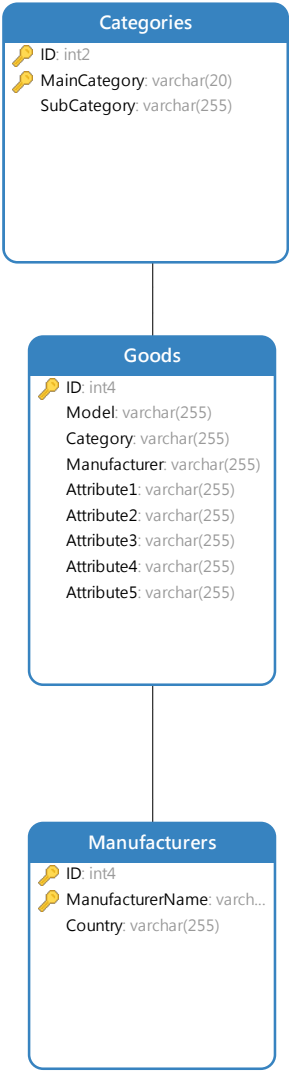 Categories
ID: int2
MainCategory: varchar(20)
SubCategory: varchar(255)
Goods
ID: int4
Model: varchar(255)
Category: varchar(255)
Manufacturer: varchar(255)
Attribute1: varchar(255)
Attribute2: varchar(255)
Attribute3: varchar(255)
Attribute4: varchar(255)
Attribute5: varchar(255)
Manufacturers
ID: int4
ManufacturerName: varch...
Country: varchar(255)